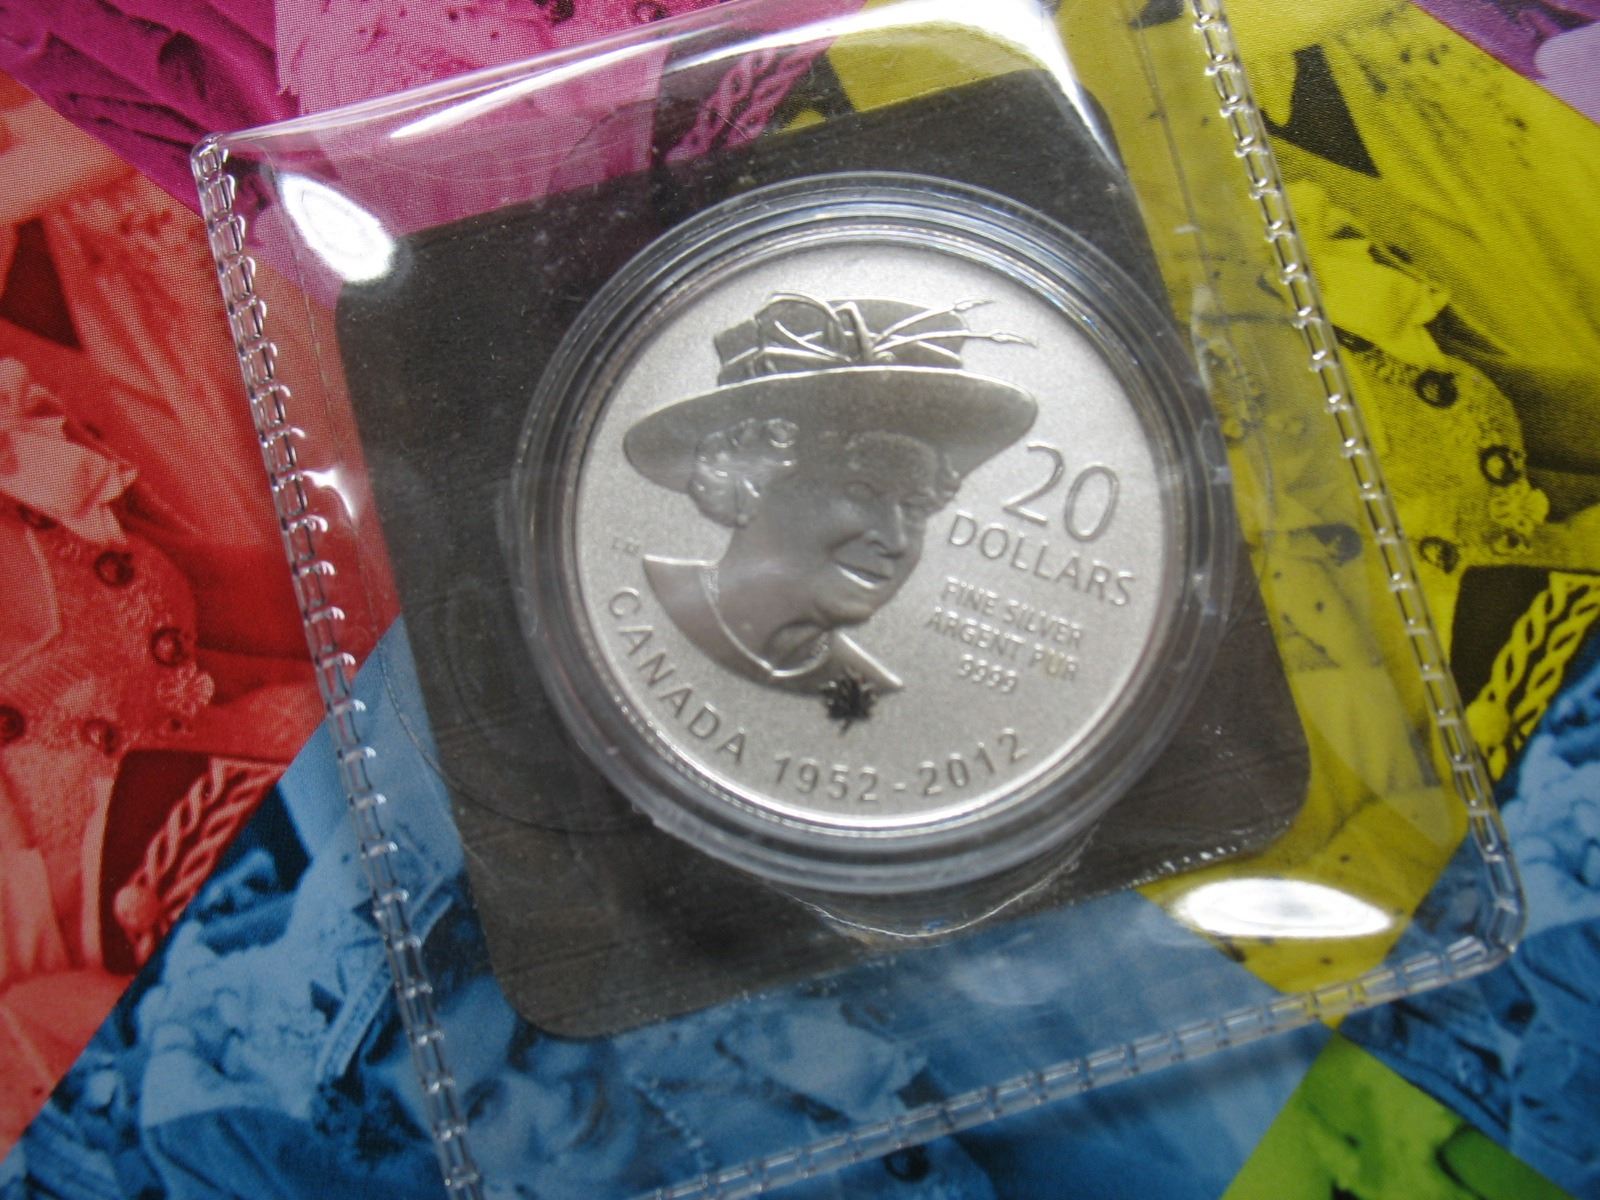 20
DOLLARS
FINE SILVER
ARGENT PUR
9999
CANADA 1952-2012